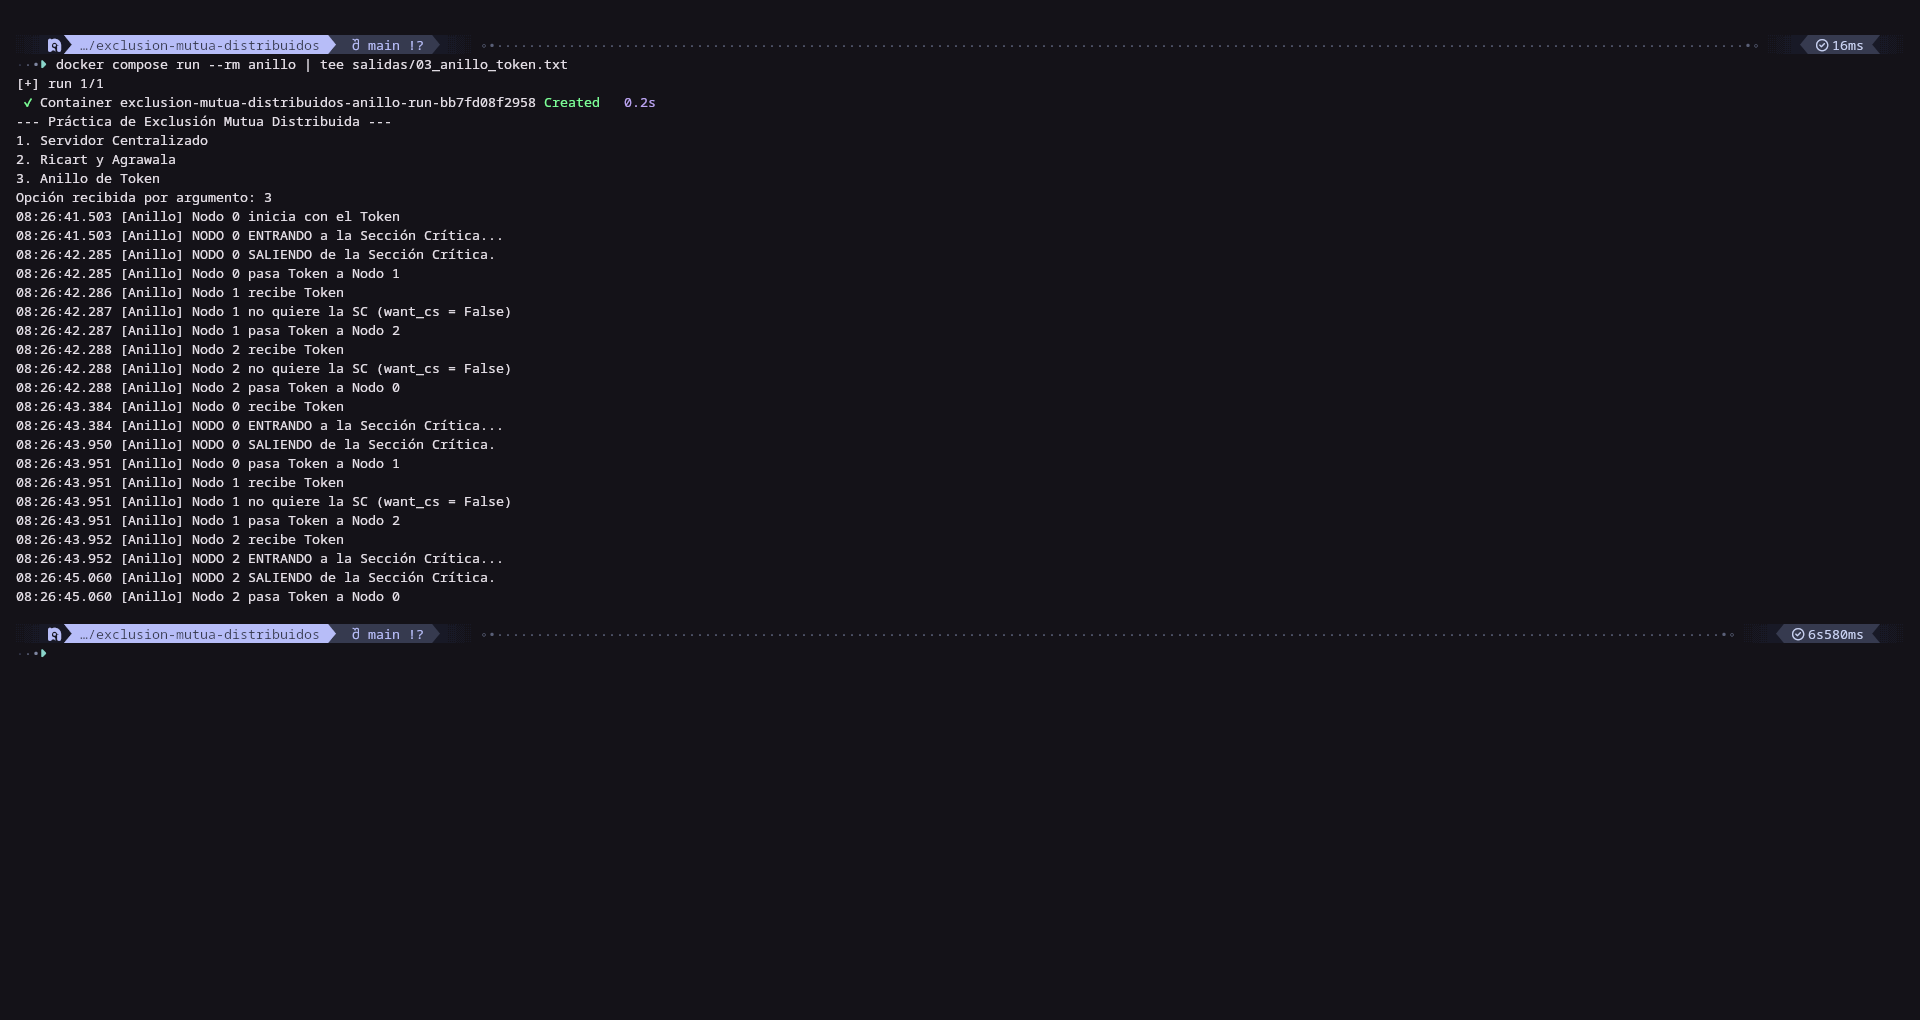 …/exclusion-mutua-distribuidos main !? 16ms
docker compose run --rm anillo | tee salidas/03_anillo_token.txt
[+] run 1/1
✓ Container exclusion-mutua-distribuidos-anillo-run-bb7fd08f2958 Created 0.2s
--- Práctica de Exclusión Mutua Distribuida ---
1. Servidor Centralizado
2. Ricart y Agrawala
3. Anillo de Token
Opción recibida por argumento: 3
08:26:41.503 [Anillo] Nodo 0 inicia con el Token
08:26:41.503 [Anillo] NODO 0 ENTRANDO a la Sección Crítica...
08:26:42.285 [Anillo] NODO 0 SALIENDO de la Sección Crítica.
08:26:42.285 [Anillo] Nodo 0 pasa Token a Nodo 1
08:26:42.286 [Anillo] Nodo 1 recibe Token
08:26:42.287 [Anillo] Nodo 1 no quiere la SC (want_cs = False)
08:26:42.287 [Anillo] Nodo 1 pasa Token a Nodo 2
08:26:42.288 [Anillo] Nodo 2 recibe Token
08:26:42.288 [Anillo] Nodo 2 no quiere la SC (want_cs = False)
08:26:42.288 [Anillo] Nodo 2 pasa Token a Nodo 0
08:26:43.384 [Anillo] Nodo 0 recibe Token
08:26:43.384 [Anillo] NODO 0 ENTRANDO a la Sección Crítica...
08:26:43.950 [Anillo] NODO 0 SALIENDO de la Sección Crítica.
08:26:43.951 [Anillo] Nodo 0 pasa Token a Nodo 1
08:26:43.951 [Anillo] Nodo 1 recibe Token
08:26:43.951 [Anillo] Nodo 1 no quiere la SC (want_cs = False)
08:26:43.951 [Anillo] Nodo 1 pasa Token a Nodo 2
08:26:43.952 [Anillo] Nodo 2 recibe Token
08:26:43.952 [Anillo] NODO 2 ENTRANDO a la Sección Crítica...
08:26:45.060 [Anillo] NODO 2 SALIENDO de la Sección Crítica.
08:26:45.060 [Anillo] Nodo 2 pasa Token a Nodo 0
…/exclusion-mutua-distribuidos main !? 6s580ms